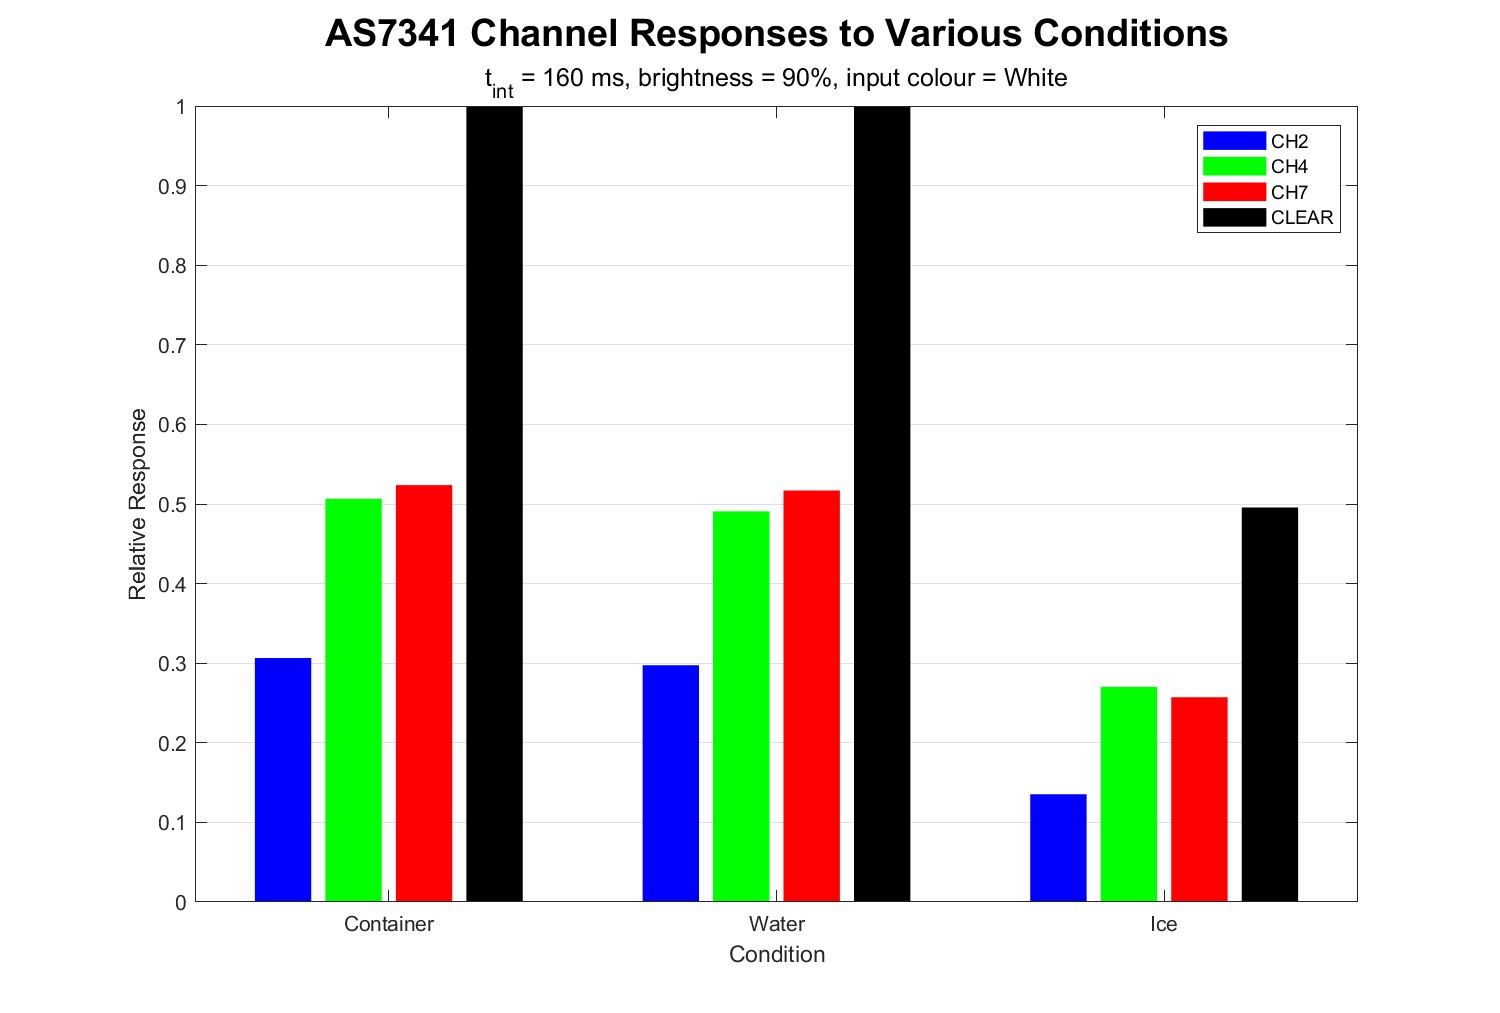 AS7341 Channel Responses to Various Conditions
t_int = 160 ms, brightness = 90%, input colour = White
1
0.9
0.8
0.7
0.6
0.5
0.4
0.3
0.2
0.1
0
Relative Response
CH2
CH4
CH7
CLEAR
Container Water Ice
Condition